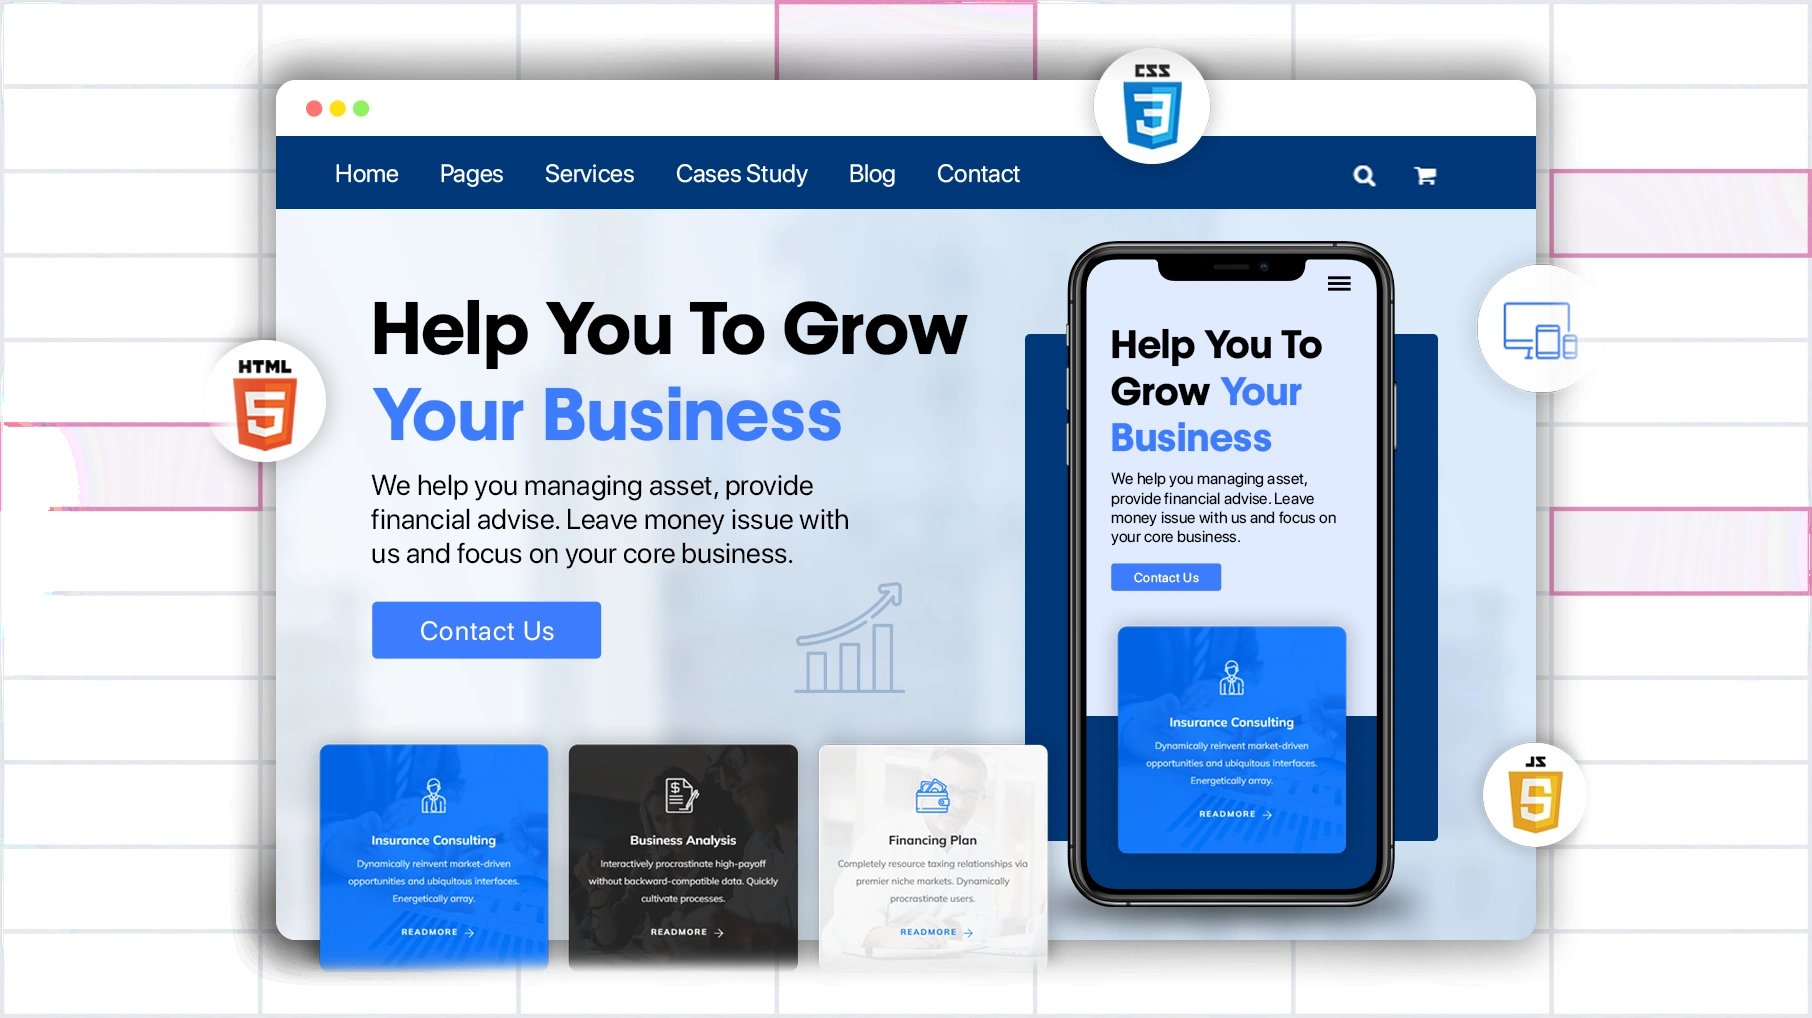 CSS
3
Home Pages Services Cases Study Blog Contact
HTML
5
Help You To Grow
Your Business
We help you managing asset, provide
financial advise. Leave money issue with
us and focus on your core business.
Contact Us
Insurance Consulting
Dynamically reinvent market-driven
opportunities and ubiquitous interfaces.
Energetically array.
READMORE
Business Analysis
Interactively procrastinate high-payoff
without backward-compatible data. Quickly
cultivate processes.
READMORE
Financing Plan
Completely resource taxing relationships via
premier niche markets. Dynamically
procrastinate users.
READMORE
Help You To
Grow Your
Business
We help you managing asset,
provide financial advise. Leave
money issue with us and focus on
your core business.
Contact Us
Insurance Consulting
Dynamically reinvent market-driven
opportunities and ubiquitous interfaces.
Energetically array.
READMORE
JS